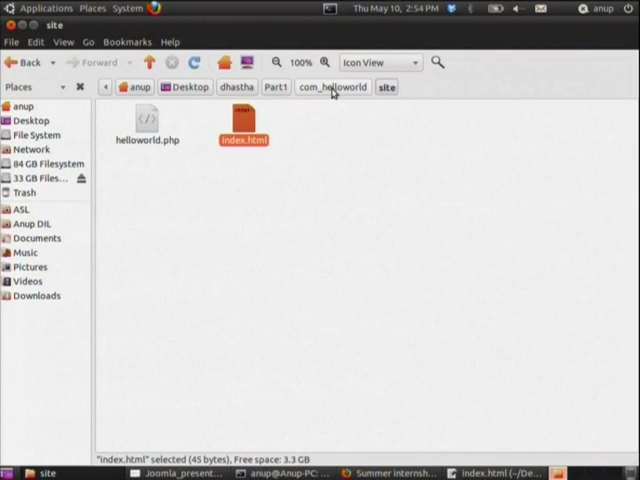 Applications Places System Thu May 10, 2:54 PM anup
site
File Edit View Go Bookmarks Help
Back Forward 100% Icon View
Places anup Desktop dhastha Part1 com_helloworld site
anup
Desktop
File System
Network
84 GB Filesystem
33 GB Files...
Trash
ASL
Anup DIL
Documents
Music
Pictures
Videos
Downloads
helloworld.php index.html
"index.html" selected (45 bytes), Free space: 3.3 GB
site Joomla_present... anup@Anup-PC: ... Summer internsh... index.html (~/De...